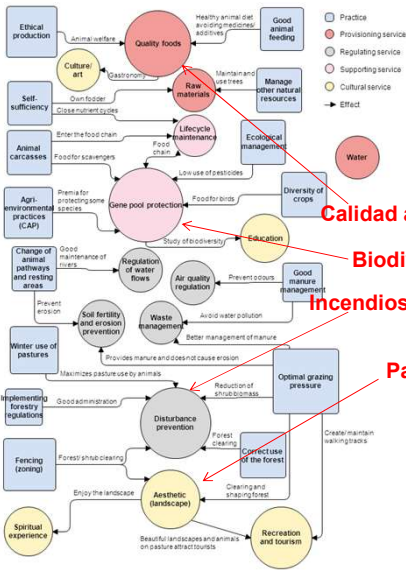 Ethical
production
Animal welfare
Quality foods
Healthy animal diet
avoiding medicines/
additives
Good
animal
feeding
Practice
Provisioning service
Regulating service
Supporting service
Cultural service
Effect
Culture/
art
Gastronomy
Raw
materials
Maintain and
use trees
Manage
other natural
resources
Self-
sufficiency
Own fodder
Close nutrient cycles
Lifecycle
maintenance
Animal
carcasses
Enter the food chain
Food for scavengers
Food
chain
Ecological
management
Low use of pesticides
Water
Gene pool protection
Agri-
environmental
practices
(CAP)
Premia for
protecting some
species
Food for birds
Diversity of
crops
Calidad a
Study of biodiversity
Education
Change of
animal
pathways
and resting
areas
Good
maintenance of
rivers
Regulation
of water
flows
Air quality
regulation
Prevent odours
Good
manure
management
Biodi
Prevent
erosion
Soil fertility
and erosion
prevention
Waste
management
Avoid water pollution
Incendios
Better management of manure
Winter use of
pastures
Provides manure and does not cause erosion
Maximizes pasture use by animals
Optimal grazing
pressure
Pa
Implementing
forestry
regulations
Good administration
Disturbance
prevention
Reduction of
shrub biomass
Forest
clearing
Correct use
of the forest
Create/maintain
walking tracks
Fencing
(zoning)
Forest/ shrub clearing
Clearing and
shaping forest
Enjoy the landscape
Aesthetic
(landscape)
Spiritual
experience
Beautiful landscapes and animals
on pasture attract tourists
Recreation
and tourism